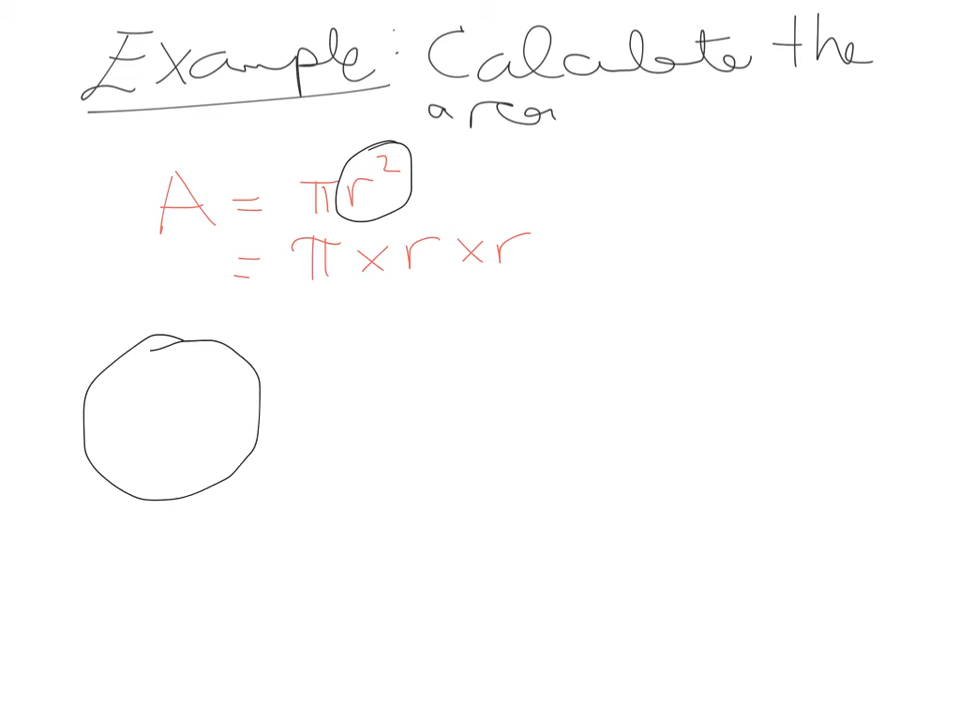 Example: Calculate the
area
A = πr²
= π × r × r